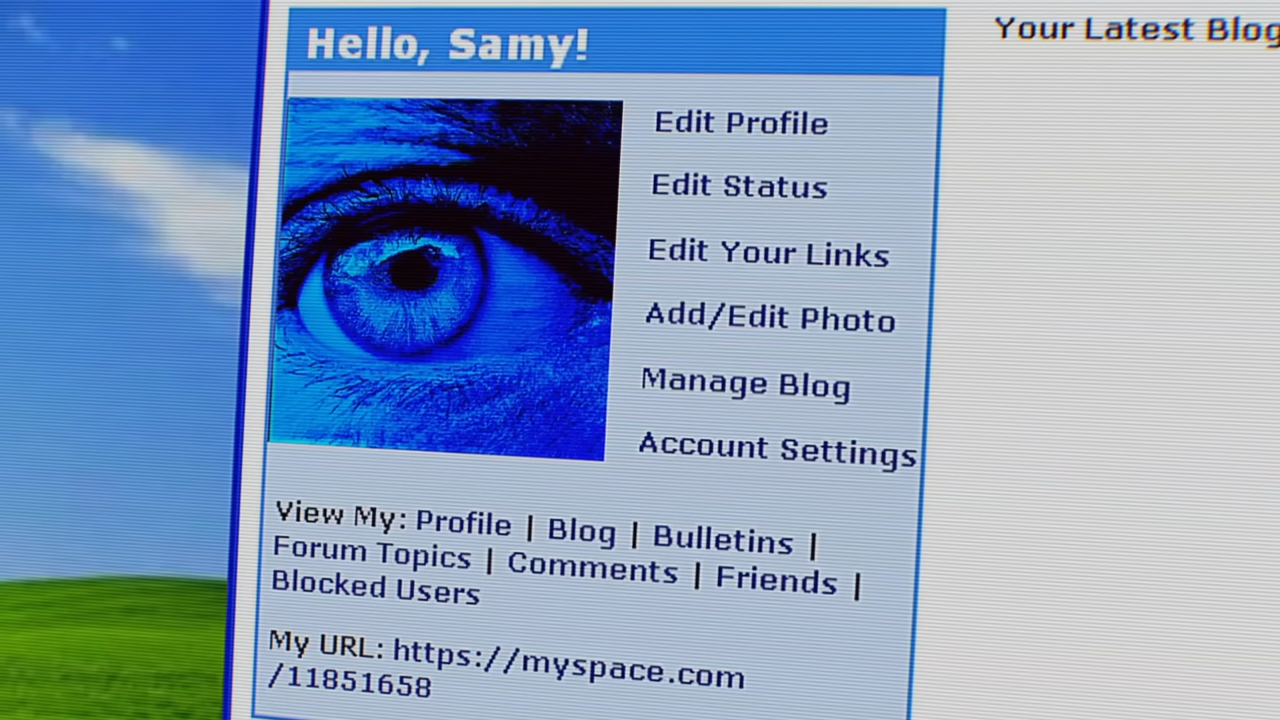 Hello, Samy!
Your Latest Blog
Edit Profile
Edit Status
Edit Your Links
Add/Edit Photo
Manage Blog
Account Settings
View My: Profile | Blog | Bulletins |
Forum Topics | Comments | Friends |
Blocked Users
My URL: https://myspace.com
/11851658